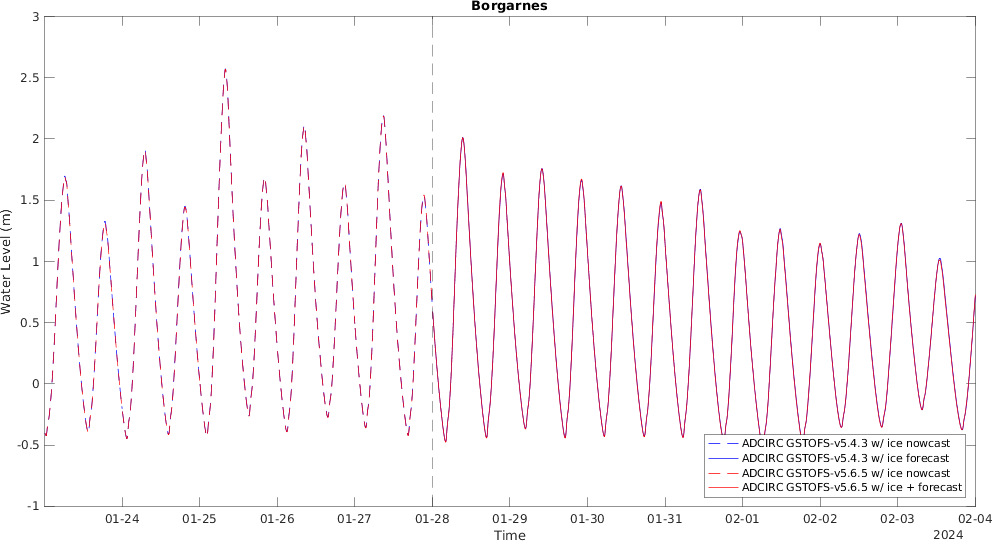 Borgarnes
3
2.5
2
1.5
1
0.5
0
-0.5
-1
Water Level (m)
ADCIRC GSTOFS-v5.4.3 w/ ice nowcast
ADCIRC GSTOFS-v5.4.3 w/ ice forecast
ADCIRC GSTOFS-v5.6.5 w/ ice nowcast
ADCIRC GSTOFS-v5.6.5 w/ ice + forecast
01-24 01-25 01-26 01-27 01-28 01-29 01-30 01-31 02-01 02-02 02-03 02-04
Time 2024